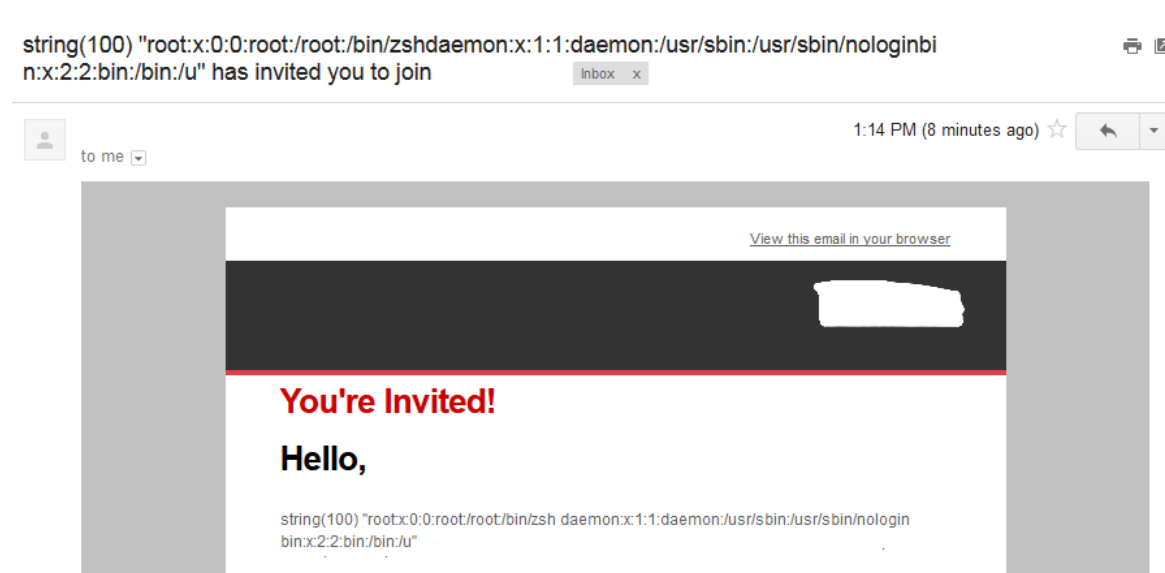 string(100) "root:x:0:0:root:/root:/bin/zshdaemon:x:1:1:daemon:/usr/sbin:/usr/sbin/nologinbi
n:x:2:2:bin:/bin:/u" has invited you to join
Inbox x
1:14 PM (8 minutes ago)
to me
View this email in your browser
You're Invited!
Hello,
string(100) "root:x:0:0:root:/root:/bin/zsh daemon:x:1:1:daemon:/usr/sbin:/usr/sbin/nologin
bin:x:2:2:bin:/bin:/u"